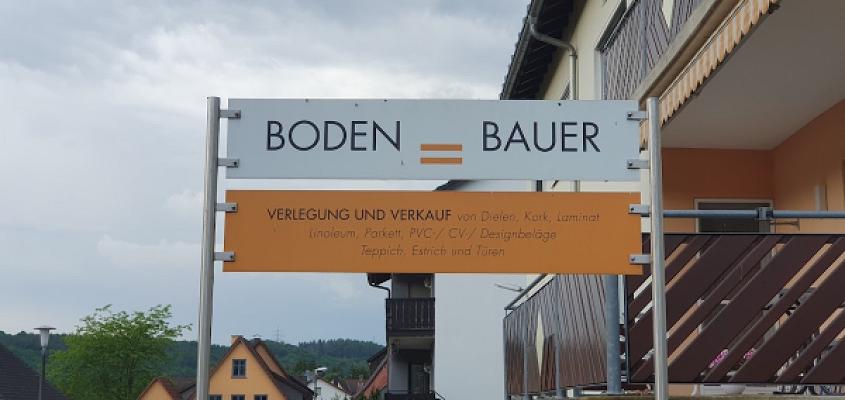 BODEN = BAUER
VERLEGUNG UND VERKAUF von Dielen, Kork, Laminat
Linoleum, Parkett, PVC-/ CV-/ Designbeläge
Teppich, Estrich und Türen